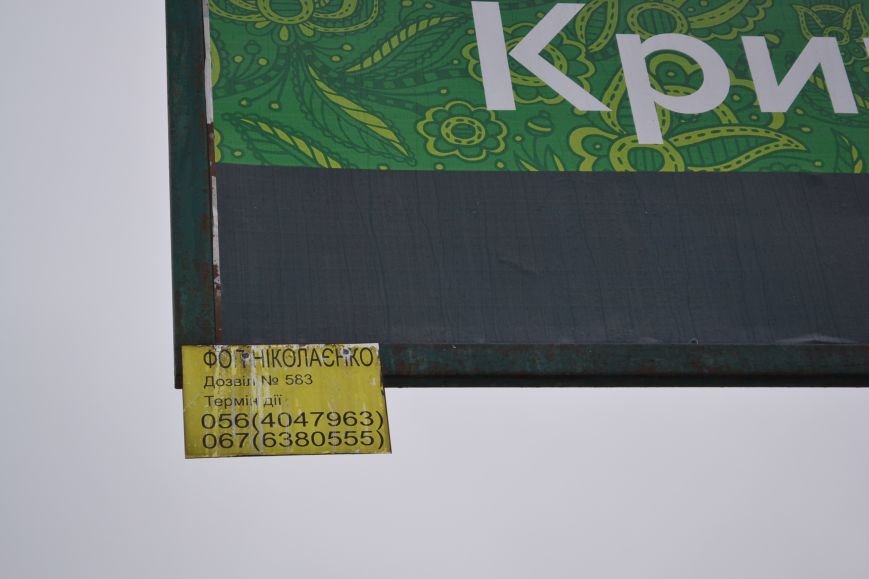 Кри
ФОП НІКОЛАЄНКО
Дозвіл № 583
Термін дії
056(4047963)
067(6380555)